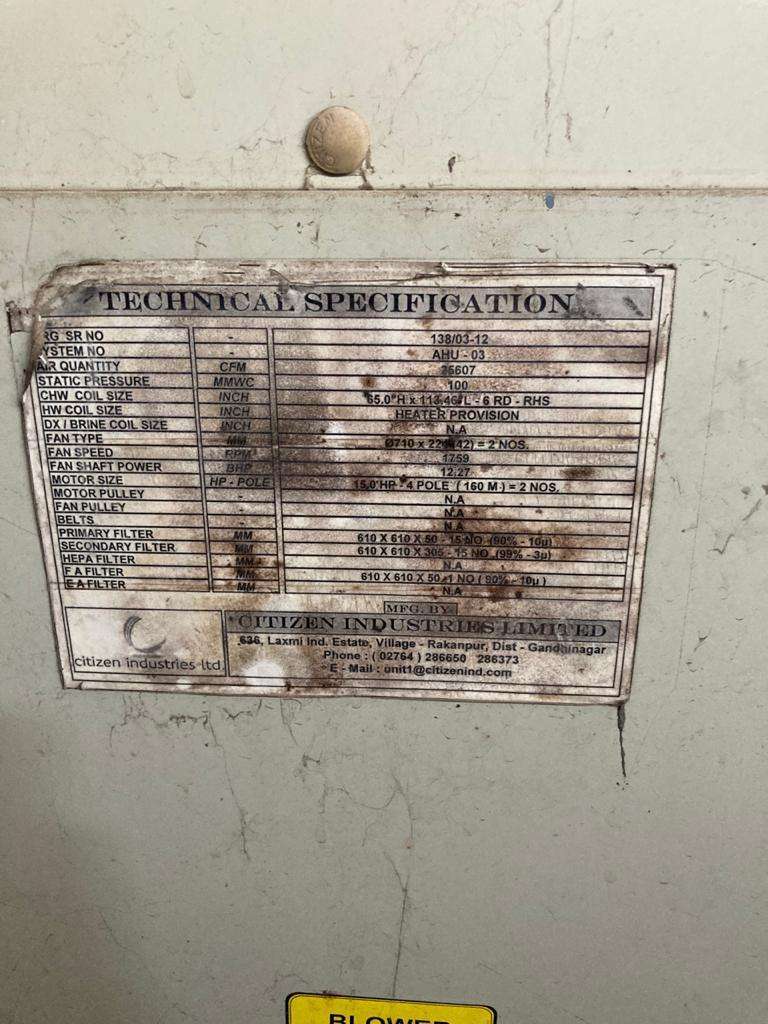 TECHNICAL SPECIFICATION
RG SR NO - 138/03-12
YSTEM NO - AHU - 03
AIR QUANTITY CFM 25607
STATIC PRESSURE MMWC 100
CHW COIL SIZE INCH 65.0"H x 113.46"L - 6 RD - RHS
HW COIL SIZE INCH HEATER PROVISION
DX / BRINE COIL SIZE INCH N.A
FAN TYPE MM = 2 NOS.
FAN SPEED RPM 1759
FAN SHAFT POWER BHP 12.27
MOTOR SIZE HP - POLE 15.0 HP - 4 POLE ( 160 M ) = 2 NOS.
MOTOR PULLEY - N.A
FAN PULLEY - N.A
BELTS - N.A
PRIMARY FILTER MM 610 X 610 X 50 - 15 NO (90% - 10µ)
SECONDARY FILTER MM 610 X 610 X 305 - 15 NO (99% - 3µ)
HEPA FILTER MM N.A
F A FILTER MM 610 X 610 X 50 - 1 NO ( 90% - 10µ )
E A FILTER MM N.A
MFG. BY
CITIZEN INDUSTRIES LIMITED
636, Laxmi Ind. Estate, Village - Rakanpur, Dist - Gandhinagar
Phone : ( 02764 ) 286650 286373
E - Mail : unit1@citizenind.com
citizen industries ltd
BLOWER